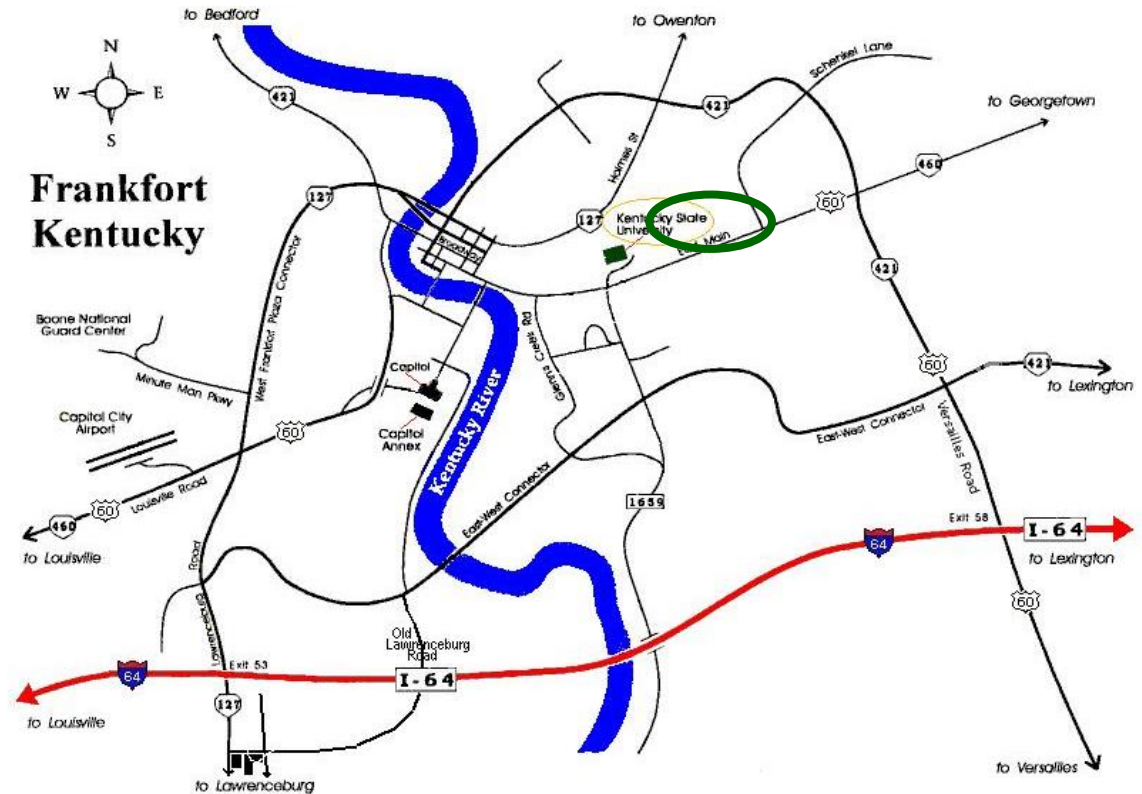 to Bedford
to Owenton
N
W
E
S
Schenkel Lane
421
421
to Georgetown
Frankfort
Kentucky
127
Holmes St
460
60
127
Kentucky State
University
East Main
Broadway
421
West Frankfort Plaza Connector
Boone National
Guard Center
Minute Man Pkwy
Glenns Creek Rd
Capitol
421
60
to Lexington
Capital City
Airport
60
Capitol
Annex
Kentucky River
East-West Connector
Versailles
Road
East-West Connector
Louisville Road
60
460
1659
to Louisville
Exit 58
I-64
64
to Lexington
Lawrenceburg
Road
60
Old
Lawrenceburg
Road
Exit 53
64
I-64
127
to Louisville
to Lawrenceburg
to Versailles